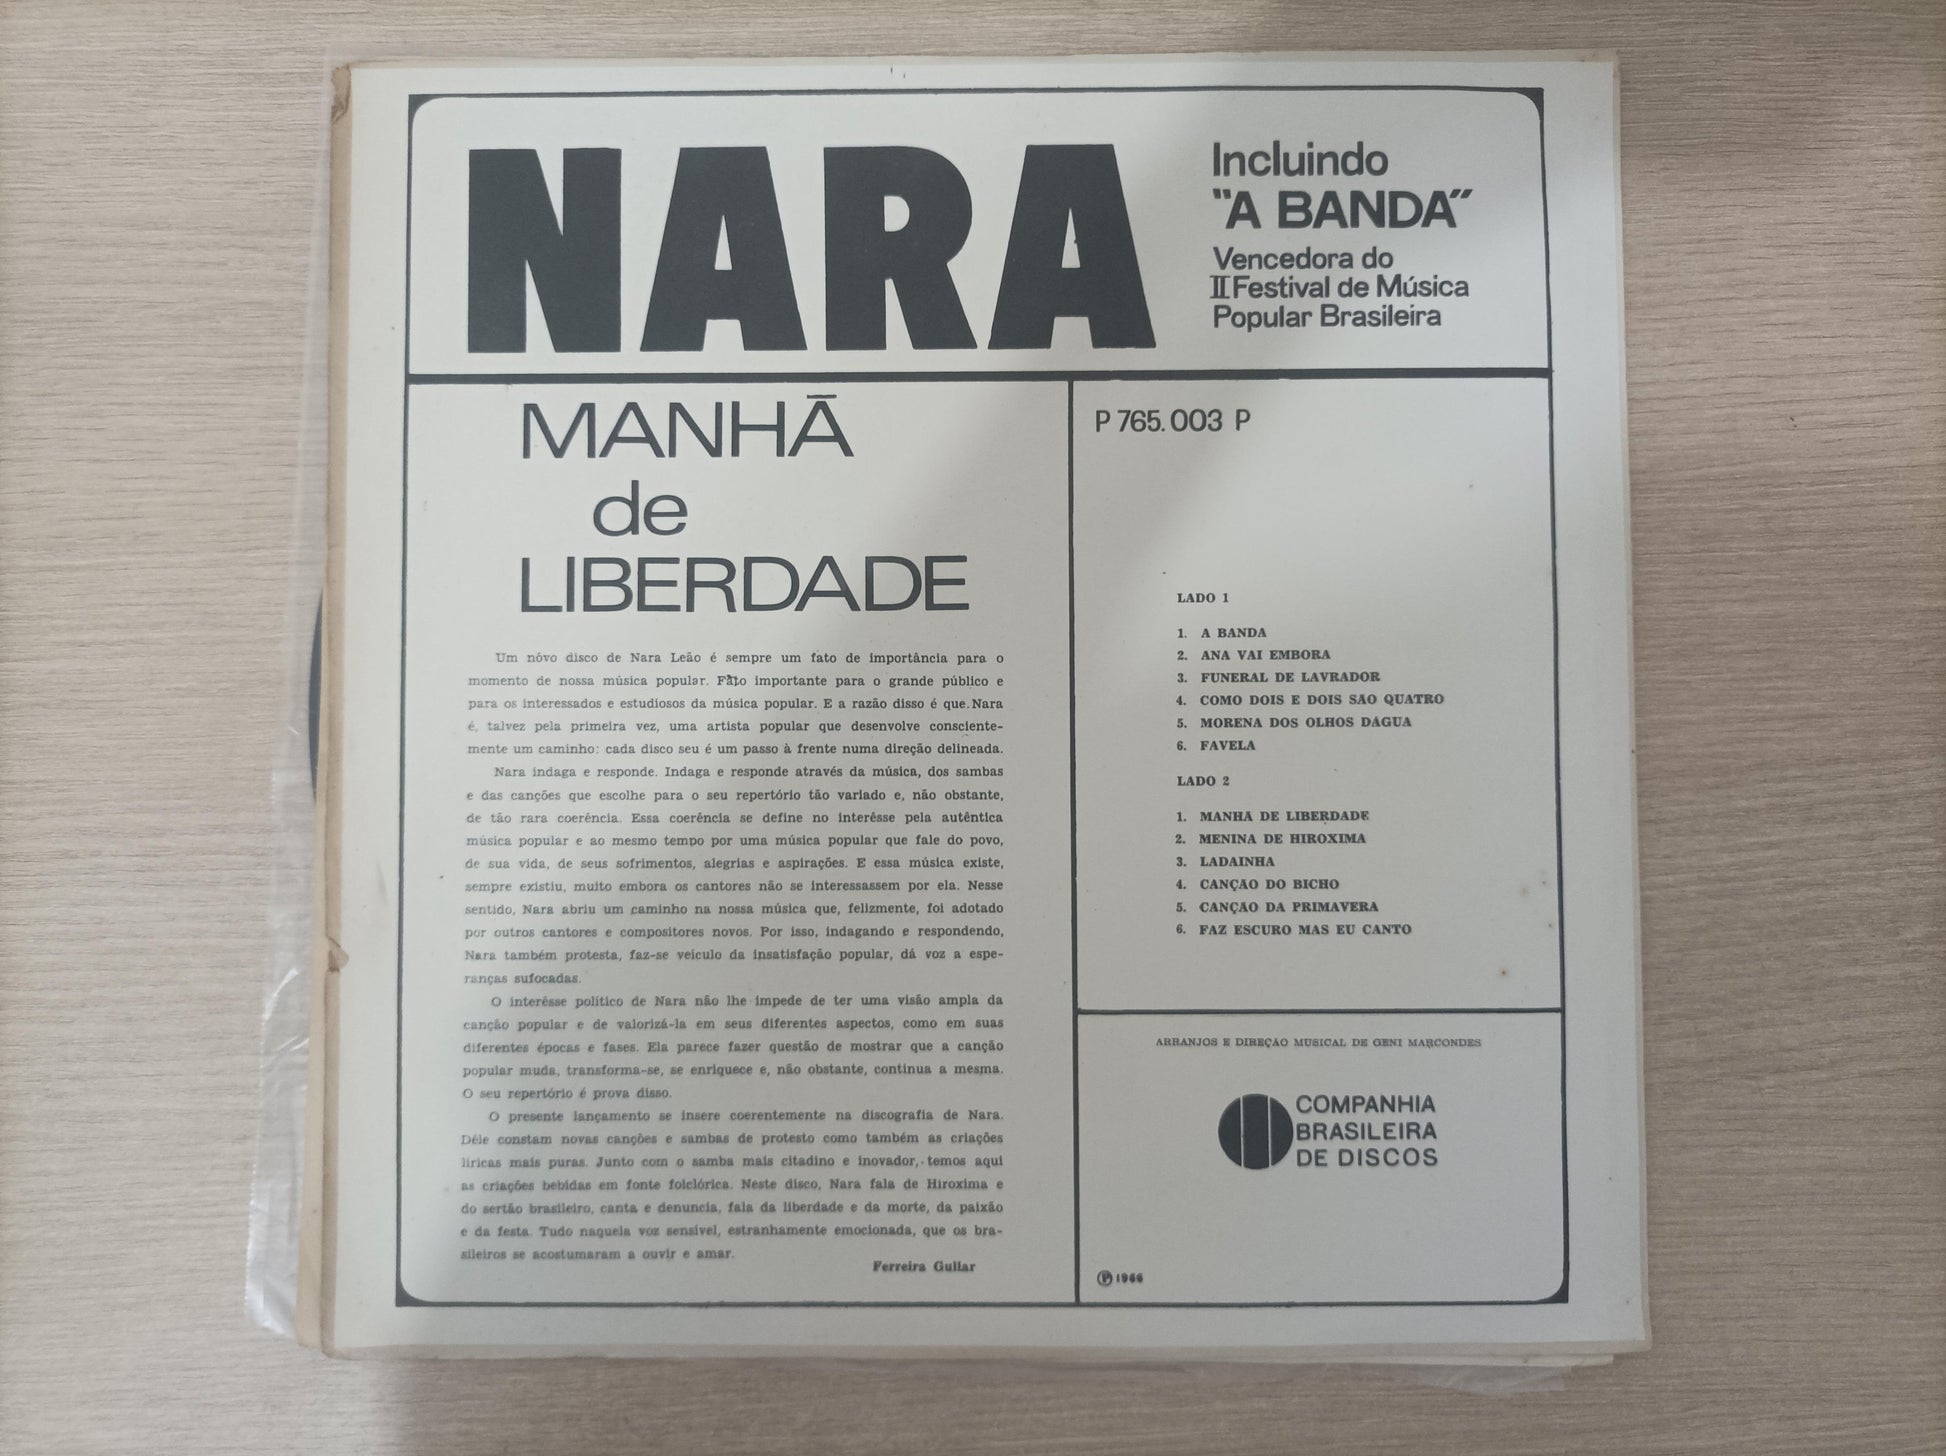 NARA
Incluindo
"A BANDA"
Vencedora do
II Festival de Música
Popular Brasileira
MANHÃ
de
LIBERDADE
Um nôvo disco de Nara Leão é sempre um fato de importância para o
momento de nossa música popular. Fato importante para o grande público e
para os interessados e estudiosos da música popular. E a razão disso é que Nara
é, talvez pela primeira vez, uma artista popular que desenvolve consciente-
mente um caminho: cada disco seu é um passo à frente numa direção delineada.
Nara indaga e responde. Indaga e responde através da música, dos sambas
e das canções que escolhe para o seu repertório tão variado e, não obstante,
de tão rara coerência. Essa coerência se define no interêsse pela autêntica
música popular e ao mesmo tempo por uma música popular que fale do povo,
de sua vida, de seus sofrimentos, alegrias e aspirações. E essa música existe,
sempre existiu, muito embora os cantores não se interessassem por ela. Nesse
sentido, Nara abriu um caminho na nossa música que, felizmente, foi adotado
por outros cantores e compositores novos. Por isso, indagando e respondendo,
Nara também protesta, faz-se veículo da insatisfação popular, dá voz a espe-
ranças sufocadas.
O interêsse político de Nara não lhe impede de ter uma visão ampla da
canção popular e de valorizá-la em seus diferentes aspectos, como em suas
diferentes épocas e fases. Ela parece fazer questão de mostrar que a canção
popular muda, transforma-se, se enriquece e, não obstante, continua a mesma.
O seu repertório é prova disso.
O presente lançamento se insere coerentemente na discografia de Nara.
Dêle constam novas canções e sambas de protesto como também as criações
líricas mais puras. Junto com o samba mais citadino e inovador, temos aqui
as criações bebidas em fonte folclórica. Neste disco, Nara fala de Hiroxima e
do sertão brasileiro, canta e denuncia, fala da liberdade e da morte, da paixão
e da festa. Tudo naquela voz sensível, estranhamente emocionada, que os bra-
sileiros se acostumaram a ouvir e amar.
Ferreira Gullar
P 765.003 P
LADO 1
1. A BANDA
2. ANA VAI EMBORA
3. FUNERAL DE LAVRADOR
4. COMO DOIS E DOIS SAO QUATRO
5. MORENA DOS OLHOS DÁGUA
6. FAVELA
LADO 2
1. MANHÃ DE LIBERDADE
2. MENINA DE HIROXIMA
3. LADAINHA
4. CANÇAO DO BICHO
5. CANÇAO DA PRIMAVERA
6. FAZ ESCURO MAS EU CANTO
ARRANJOS E DIREÇÃO MUSICAL DE GENI MARCONDES
COMPANHIA
BRASILEIRA
DE DISCOS
℗ 1966